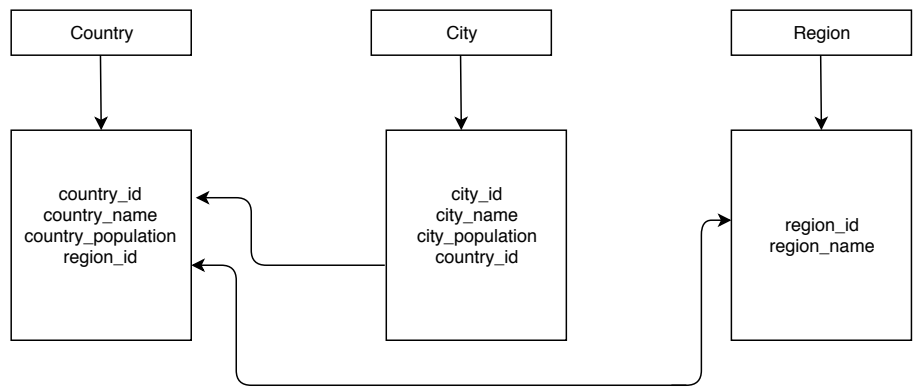 Country
City
Region
country_id
country_name
country_population
region_id
city_id
city_name
city_population
country_id
region_id
region_name